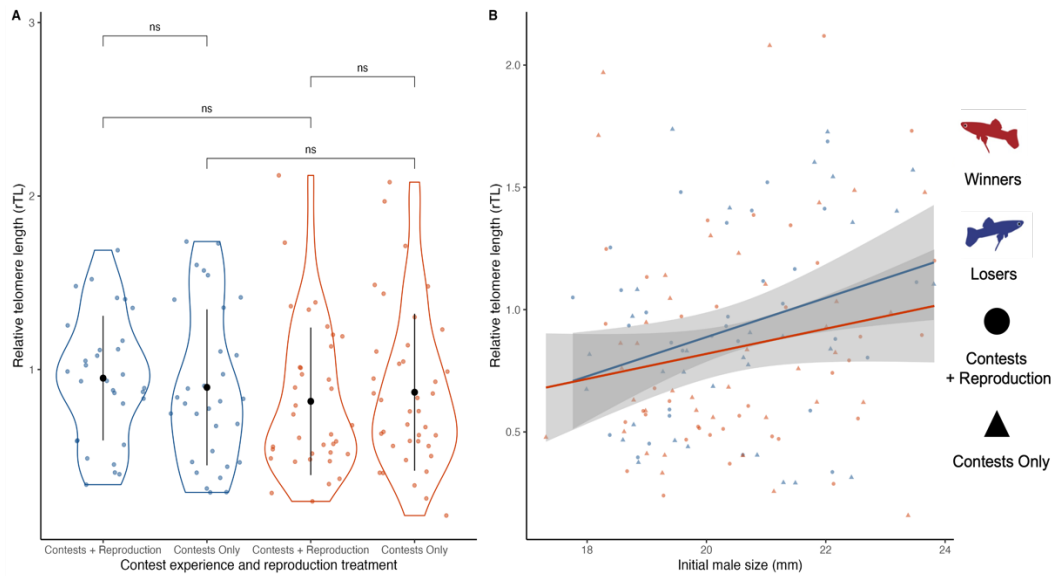 A
Relative telomere length (rTL)
3
2
1
ns
ns
ns
ns
Contests + Reproduction
Contests Only
Contests + Reproduction
Contests Only
Contest experience and reproduction treatment
B
Relative telomere length (rTL)
2.0
1.5
1.0
0.5
18
20
22
24
Initial male size (mm)
Winners
Losers
Contests
+ Reproduction
Contests Only